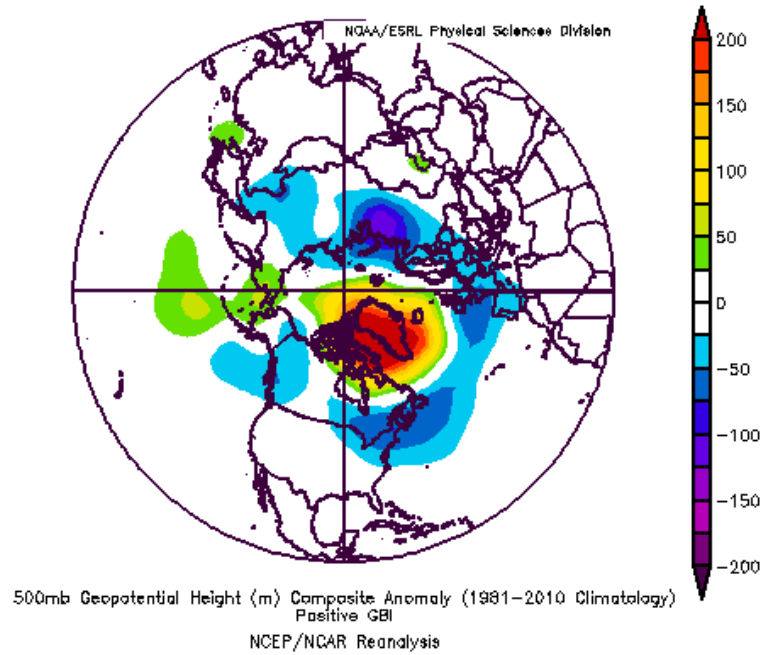 NOAA/ESRL Physical Sciences Division
200
150
100
50
0
-50
-100
-150
-200
500mb Geopotential Height (m) Composite Anomaly (1981-2010 Climatology)
Positive GBI
NCEP/NCAR Reanalysis